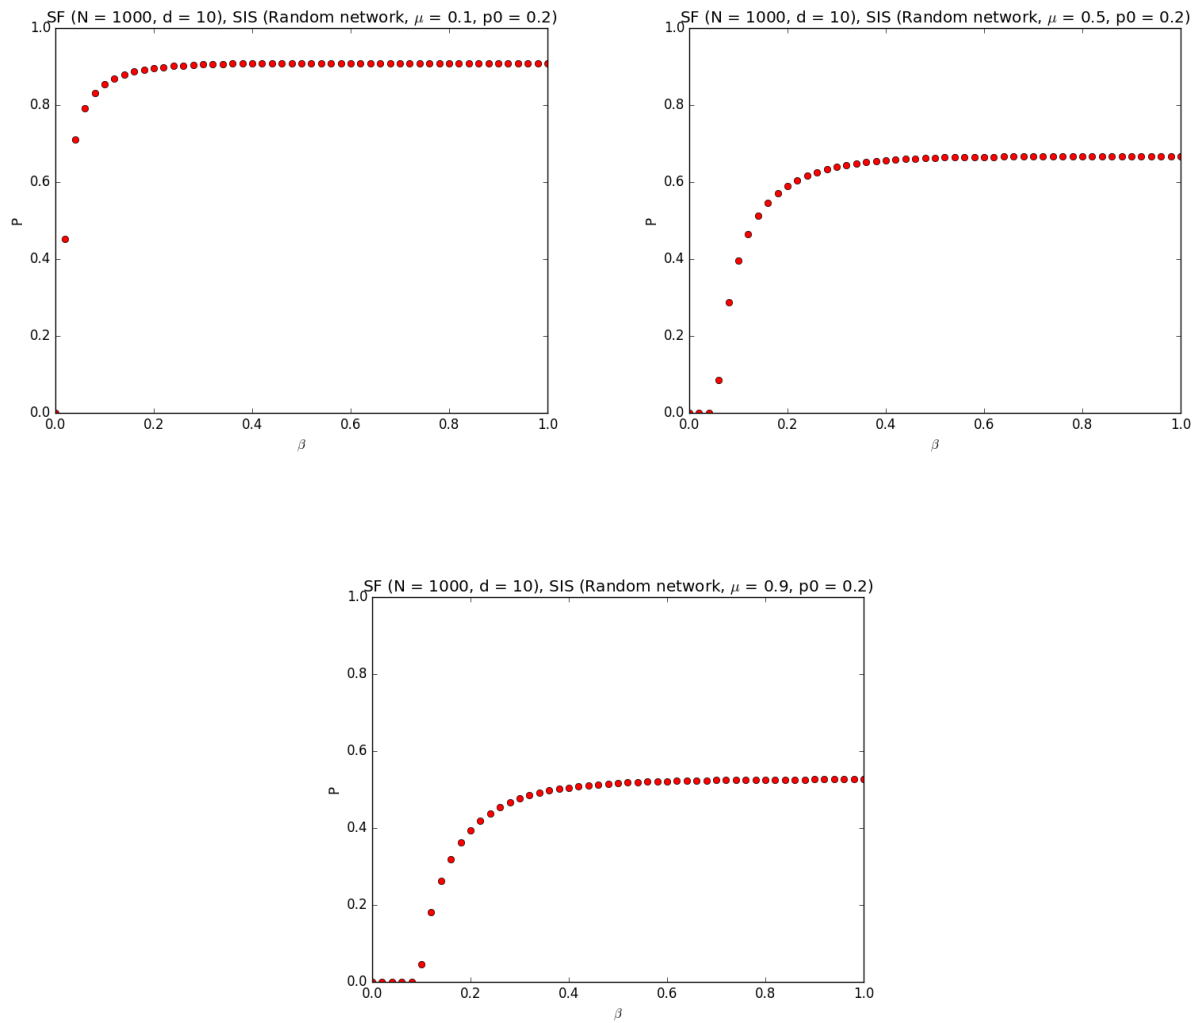 SF (N = 1000, d = 10), SIS (Random network, μ = 0.1, p0 = 0.2)
1.0
0.8
0.6
0.4
0.2
0.0
P
0.0 0.2 0.4 0.6 0.8 1.0
β
SF (N = 1000, d = 10), SIS (Random network, μ = 0.5, p0 = 0.2)
1.0
0.8
0.6
0.4
0.2
0.0
P
0.0 0.2 0.4 0.6 0.8 1.0
β
SF (N = 1000, d = 10), SIS (Random network, μ = 0.9, p0 = 0.2)
1.0
0.8
0.6
0.4
0.2
0.0
P
0.0 0.2 0.4 0.6 0.8 1.0
β